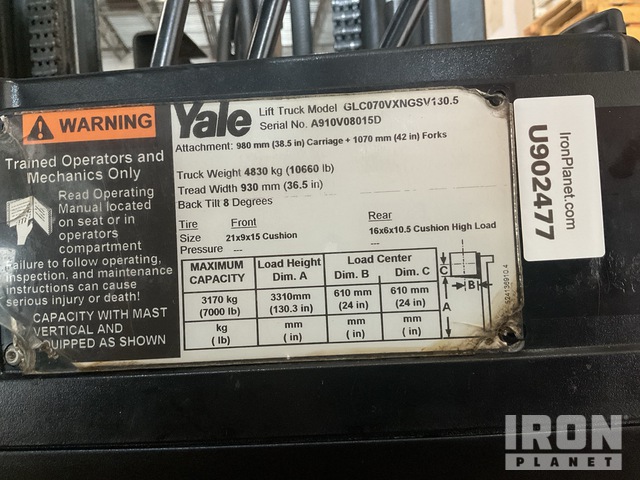 WARNING
Trained Operators and
Mechanics Only
Read Operating
Manual located
on seat or in
operators
compartment
Failure to follow operating,
inspection, and maintenance
instructions can cause
serious injury or death!
CAPACITY WITH MAST
VERTICAL AND
EQUIPPED AS SHOWN
Yale
Lift Truck Model GLC070VXNGSV130.5
Serial No. A910V08015D
Attachment: 980 mm (38.5 in) Carriage + 1070 mm (42 in) Forks
Truck Weight 4830 kg (10660 lb)
Tread Width 930 mm (36.5 in)
Back Tilt 8 Degrees
Tire Front Rear
Size 21x9x15 Cushion 16x6x10.5 Cushion High Load
Pressure --- ---
MAXIMUM CAPACITY Load Height Dim. A Load Center Dim. B Dim. C
3170 kg 3310mm 610 mm 610 mm
(7000 lb) (130.3 in) (24 in) (24 in)
kg mm mm mm
( lb) ( in) ( in) ( in)
C
B
A
524136910.4
IronPlanet.com
U902477
IRON
PLANET